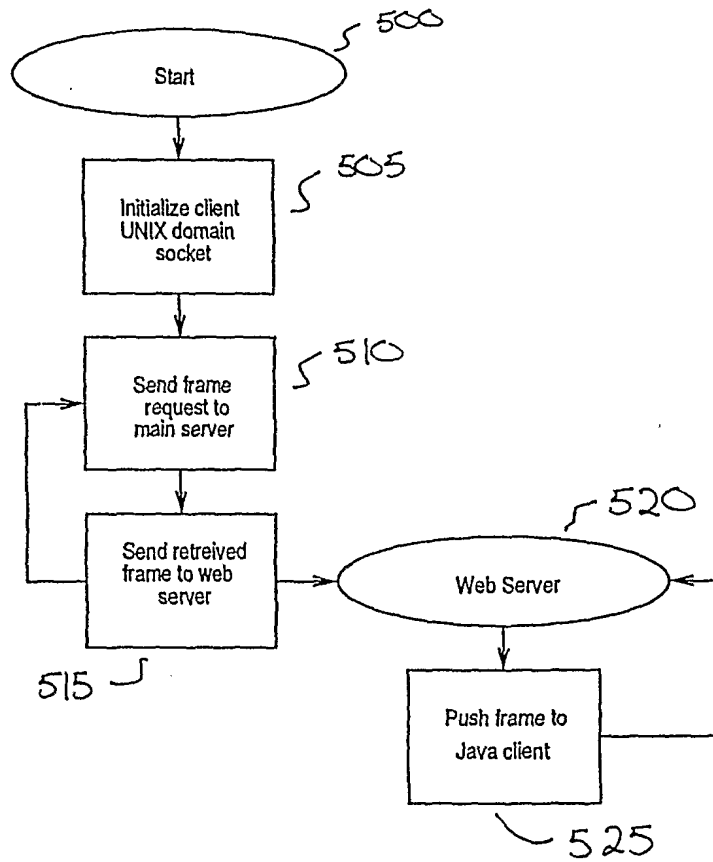 500
Start
505
Initialize client
UNIX domain
socket
510
Send frame
request to
main server
520
Send retreived
frame to web
server
Web Server
515
Push frame to
Java client
525